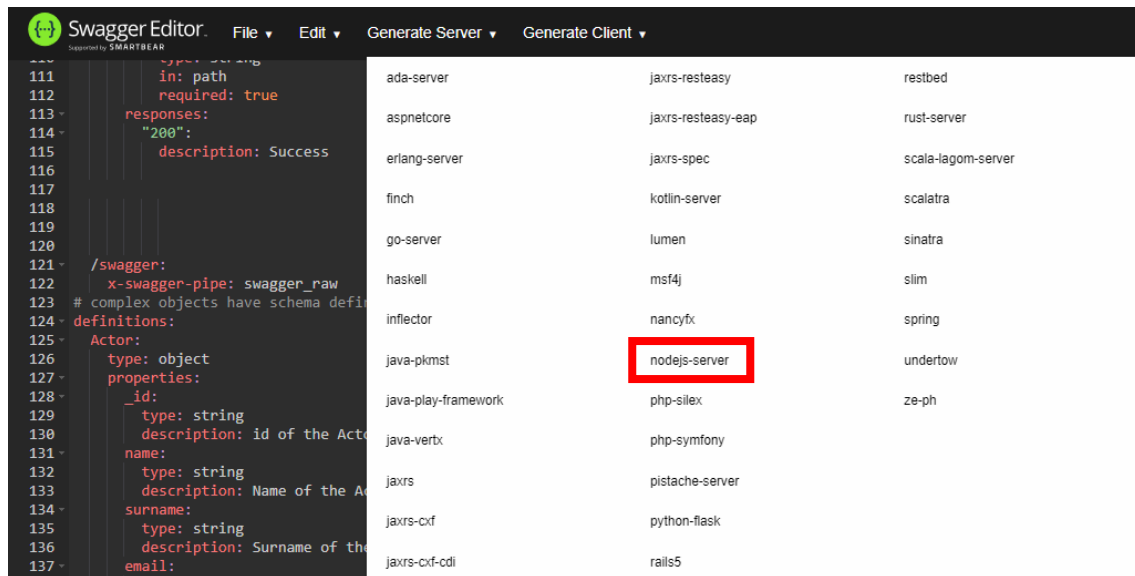 Swagger Editor.
Supported by SMARTBEAR
File ▾ Edit ▾ Generate Server ▾ Generate Client ▾
110 type: string
111 in: path
112 required: true
113 responses:
114 "200":
115 description: Success
116
117
118
119
120
121 /swagger:
122 x-swagger-pipe: swagger_raw
123 # complex objects have schema defi
124 definitions:
125 Actor:
126 type: object
127 properties:
128 _id:
129 type: string
130 description: id of the Acto
131 name:
132 type: string
133 description: Name of the A
134 surname:
135 type: string
136 description: Surname of the
137 email:
ada-server
aspnetcore
erlang-server
finch
go-server
haskell
inflector
java-pkmst
java-play-framework
java-vertx
jaxrs
jaxrs-cxf
jaxrs-cxf-cdi
jaxrs-resteasy
jaxrs-resteasy-eap
jaxrs-spec
kotlin-server
lumen
msf4j
nancyfx
nodejs-server
php-silex
php-symfony
pistache-server
python-flask
rails5
restbed
rust-server
scala-lagom-server
scalatra
sinatra
slim
spring
undertow
ze-ph